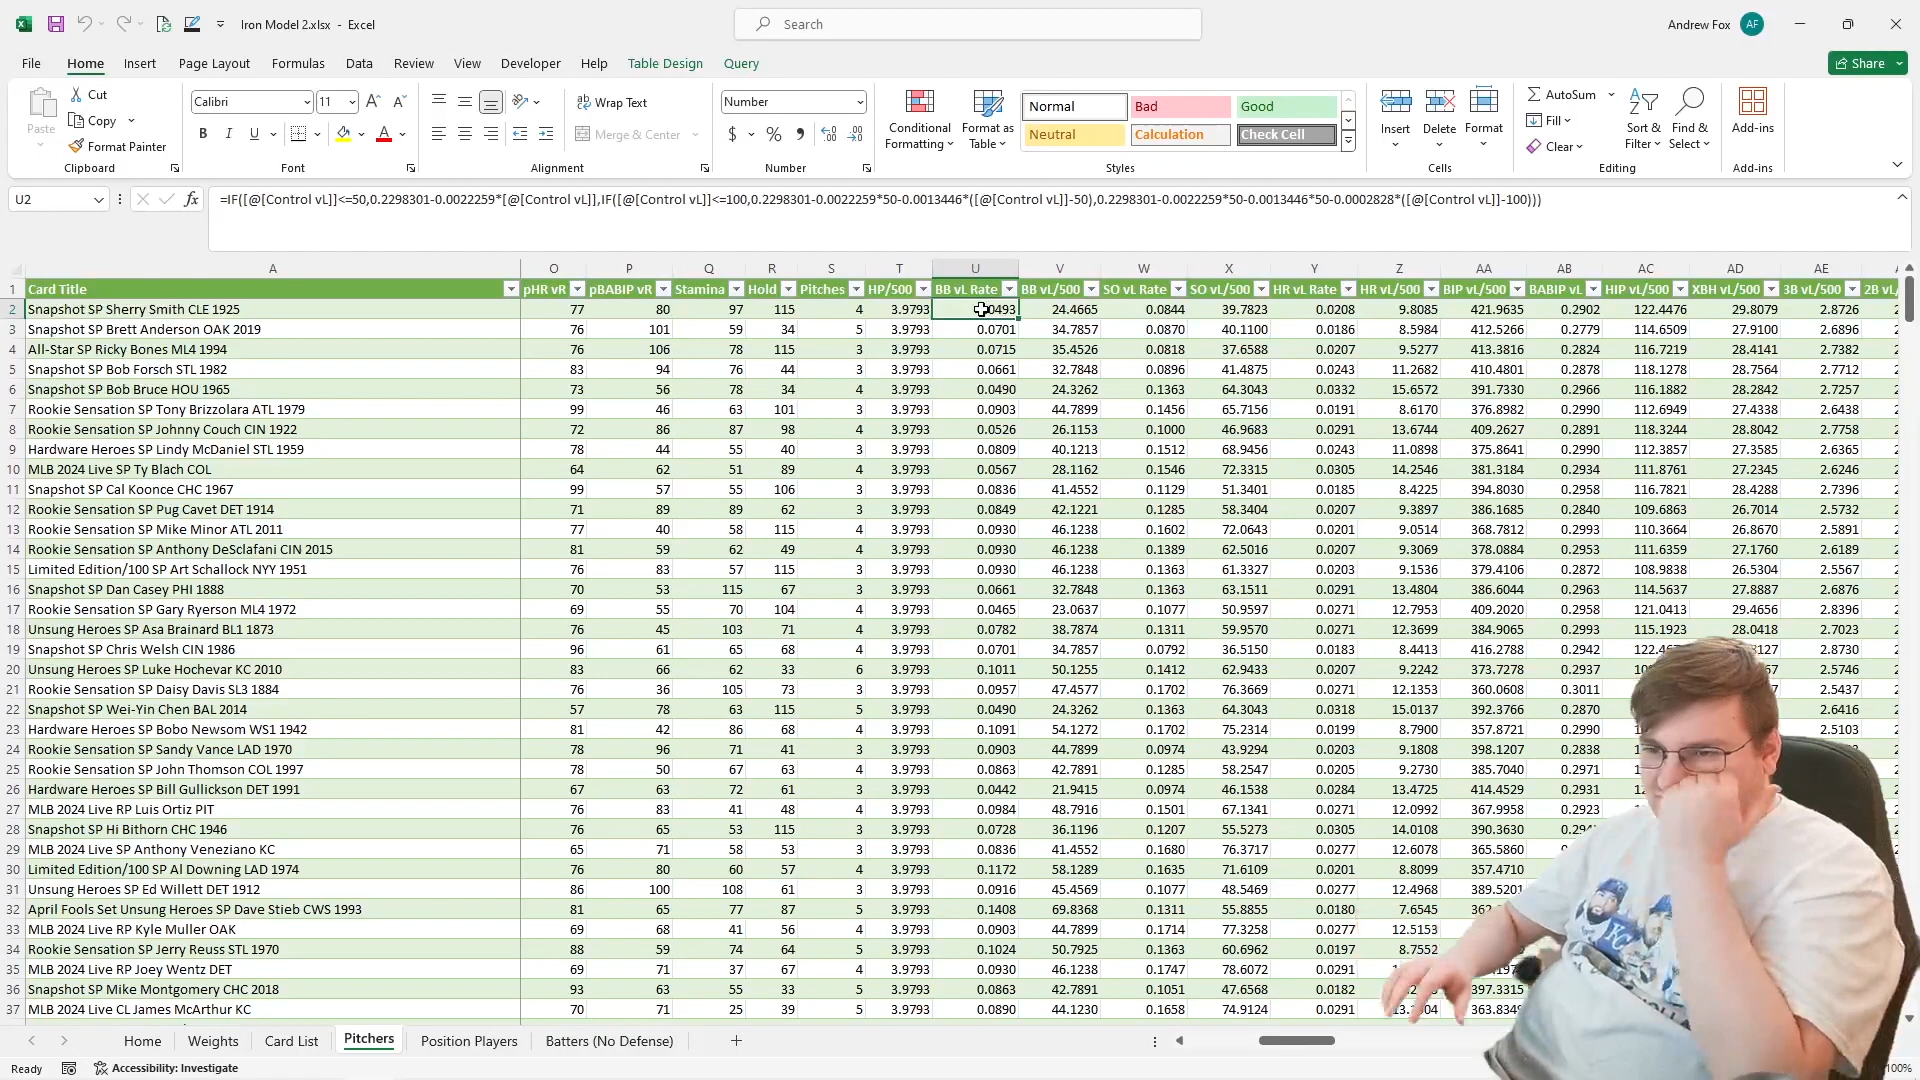 Iron Model 2.xlsx - Excel
Search
Andrew Fox
AF
File Home Insert Page Layout Formulas Data Review View Developer Help Table Design Query
Share
Paste
Cut
Copy
Format Painter
Clipboard
Calibri 11
B I U
Font
Wrap Text
Merge & Center
Alignment
Number
$ % ,
Number
Conditional Formatting
Format as Table
Normal Bad Good
Neutral Calculation Check Cell
Styles
Insert Delete Format
Cells
AutoSum
Fill
Clear
Sort & Filter
Find & Select
Editing
Add-ins
Add-ins
U2
fx
=IF([@[Control vL]]<=50,0.2298301-0.0022259*[@[Control vL]],IF([@[Control vL]]<=100,0.2298301-0.0022259*50-0.0013446*([@[Control vL]]-50),0.2298301-0.0022259*50-0.0013446*50-0.0002828*([@[Control vL]]-100)))
A O P Q R S T U V W X Y Z AA AB AC AD AE
1 Card Title pHR vR pBABIP vR Stamina Hold Pitches HP/500 BB vL Rate BB vL/500 SO vL Rate SO vL/500 HR vL Rate HR vL/500 BIP vL/500 BABIP vL HIP vL/500 XBH vL/500 3B vL/500 2B vL/
2 Snapshot SP Sherry Smith CLE 1925 77 80 97 115 4 3.9793 0493 24.4665 0.0844 39.7823 0.0208 9.8085 421.9635 0.2902 122.4476 29.8079 2.8726
3 Snapshot SP Brett Anderson OAK 2019 76 101 59 34 5 3.9793 0.0701 34.7857 0.0870 40.1100 0.0186 8.5984 412.5266 0.2779 114.6509 27.9100 2.6896
4 All-Star SP Ricky Bones ML4 1994 76 106 78 115 3 3.9793 0.0715 35.4526 0.0818 37.6588 0.0207 9.5277 413.3816 0.2824 116.7219 28.4141 2.7382
5 Snapshot SP Bob Forsch STL 1982 83 94 76 44 3 3.9793 0.0661 32.7848 0.0896 41.4875 0.0243 11.2682 410.4801 0.2878 118.1278 28.7564 2.7712
6 Snapshot SP Bob Bruce HOU 1965 73 56 78 34 4 3.9793 0.0490 24.3262 0.1363 64.3043 0.0332 15.6572 391.7330 0.2966 116.1882 28.2842 2.7257
7 Rookie Sensation SP Tony Brizzolara ATL 1979 99 46 63 101 3 3.9793 0.0903 44.7899 0.1456 65.7156 0.0191 8.6170 376.8982 0.2990 112.6949 27.4338 2.6438
8 Rookie Sensation SP Johnny Couch CIN 1922 72 86 87 98 4 3.9793 0.0526 26.1153 0.1000 46.9683 0.0291 13.6744 409.2627 0.2891 118.3244 28.8042 2.7758
9 Hardware Heroes SP Lindy McDaniel STL 1959 78 44 55 40 3 3.9793 0.0809 40.1213 0.1512 68.9456 0.0243 11.0898 375.8641 0.2990 112.3857 27.3585 2.6365
10 MLB 2024 Live SP Ty Blach COL 64 62 51 89 4 3.9793 0.0567 28.1162 0.1546 72.3315 0.0305 14.2546 381.3184 0.2934 111.8761 27.2345 2.6246
11 Snapshot SP Cal Koonce CHC 1967 99 57 55 106 3 3.9793 0.0836 41.4552 0.1129 51.3401 0.0185 8.4225 394.8030 0.2958 116.7821 28.4288 2.7396
12 Rookie Sensation SP Pug Cavet DET 1914 71 89 89 62 3 3.9793 0.0849 42.1221 0.1285 58.3404 0.0207 9.3897 386.1685 0.2840 109.6863 26.7014 2.5732
13 Rookie Sensation SP Mike Minor ATL 2011 77 40 58 115 4 3.9793 0.0930 46.1238 0.1602 72.0643 0.0201 9.0514 368.7812 0.2993 110.3664 26.8670 2.5891
14 Rookie Sensation SP Anthony DeSclafani CIN 2015 81 59 62 49 4 3.9793 0.0930 46.1238 0.1389 62.5016 0.0207 9.3069 378.0884 0.2953 111.6359 27.1760 2.6189
15 Limited Edition/100 SP Art Schallock NYY 1951 76 83 57 115 3 3.9793 0.0930 46.1238 0.1363 61.3327 0.0203 9.1536 379.4106 0.2872 108.9838 26.5304 2.5567
16 Snapshot SP Dan Casey PHI 1888 70 53 115 67 3 3.9793 0.0661 32.7848 0.1337 63.1511 0.0291 13.4804 386.6044 0.2963 114.5637 27.8887 2.6876
17 Rookie Sensation SP Gary Ryerson ML4 1972 69 55 70 104 4 3.9793 0.0465 23.0637 0.1077 50.9597 0.0271 12.7953 409.2020 0.2958 121.0413 29.4656 2.8396
18 Unsung Heroes SP Asa Brainard BL1 1873 76 45 103 71 4 3.9793 0.0782 38.7874 0.1311 59.9570 0.0271 12.3699 384.9065 0.2993 115.1923 28.0418 2.7023
19 Snapshot SP Chris Welsh CIN 1986 96 61 65 68 4 3.9793 0.0701 34.7857 0.0792 36.5150 0.0183 8.4413 416.2788 0.2942 2.8730
20 Unsung Heroes SP Luke Hochevar KC 2010 83 66 62 33 6 3.9793 0.1011 50.1255 0.1412 62.9433 0.0207 9.2242 373.7278 0.2937 2.5746
21 Rookie Sensation SP Daisy Davis SL3 1884 76 36 105 73 3 3.9793 0.0957 47.4577 0.1702 76.3669 0.0271 12.1353 360.0608 0.3011 2.5437
22 Snapshot SP Wei-Yin Chen BAL 2014 57 78 63 115 5 3.9793 0.0490 24.3262 0.1363 64.3043 0.0318 15.0137 392.3766 0.2870 2.6416
23 Hardware Heroes SP Bobo Newsom WS1 1942 81 42 86 68 4 3.9793 0.1091 54.1272 0.1702 75.2314 0.0199 8.7900 357.8721 0.2990 2.5103
24 Rookie Sensation SP Sandy Vance LAD 1970 78 96 71 41 3 3.9793 0.0903 44.7899 0.0974 43.9294 0.0203 9.1808 398.1207 0.2838
25 Rookie Sensation SP John Thomson COL 1997 78 50 67 63 4 3.9793 0.0863 42.7891 0.1285 58.2547 0.0205 9.2730 385.7040 0.2971
26 Hardware Heroes SP Bill Gullickson DET 1991 67 63 72 61 3 3.9793 0.0442 21.9415 0.0974 46.1538 0.0284 13.4725 414.4529 0.2931
27 MLB 2024 Live RP Luis Ortiz PIT 76 83 41 48 4 3.9793 0.0984 48.7916 0.1501 67.1341 0.0271 12.0992 367.9958 0.2923
28 Snapshot SP Hi Bithorn CHC 1946 76 65 53 115 3 3.9793 0.0728 36.1196 0.1207 55.5273 0.0305 14.0108 390.3630
29 MLB 2024 Live SP Anthony Veneziano KC 65 71 58 53 3 3.9793 0.0836 41.4552 0.1680 76.3717 0.0277 12.6078 365.5860
30 Limited Edition/100 SP Al Downing LAD 1974 76 80 60 57 4 3.9793 0.1172 58.1289 0.1635 71.6109 0.0201 8.8099 357.4710
31 Unsung Heroes SP Ed Willett DET 1912 86 100 108 61 3 3.9793 0.0916 45.4569 0.1077 48.5469 0.0277 12.4968 389.5201
32 April Fools Set Unsung Heroes SP Dave Stieb CWS 1993 81 65 77 87 5 3.9793 0.1408 69.8368 0.1311 55.8855 0.0180 7.6545
33 MLB 2024 Live RP Kyle Muller OAK 69 68 41 56 4 3.9793 0.0903 44.7899 0.1714 77.3258 0.0277 12.5153
34 Rookie Sensation SP Jerry Reuss STL 1970 88 59 74 64 5 3.9793 0.1024 50.7925 0.1363 60.6962 0.0197 8.7552
35 MLB 2024 Live RP Joey Wentz DET 69 71 37 67 4 3.9793 0.0930 46.1238 0.1747 78.6072 0.0291
36 Snapshot SP Mike Montgomery CHC 2018 93 63 55 33 5 3.9793 0.0863 42.7891 0.1051 47.6568 0.0182 397.3315
37 MLB 2024 Live CL James McArthur KC 70 71 25 39 5 3.9793 0.0890 44.1230 0.1658 74.9124 0.0291 363.8349
Home Weights Card List Pitchers Position Players Batters (No Defense)
Ready Accessibility: Investigate 100%